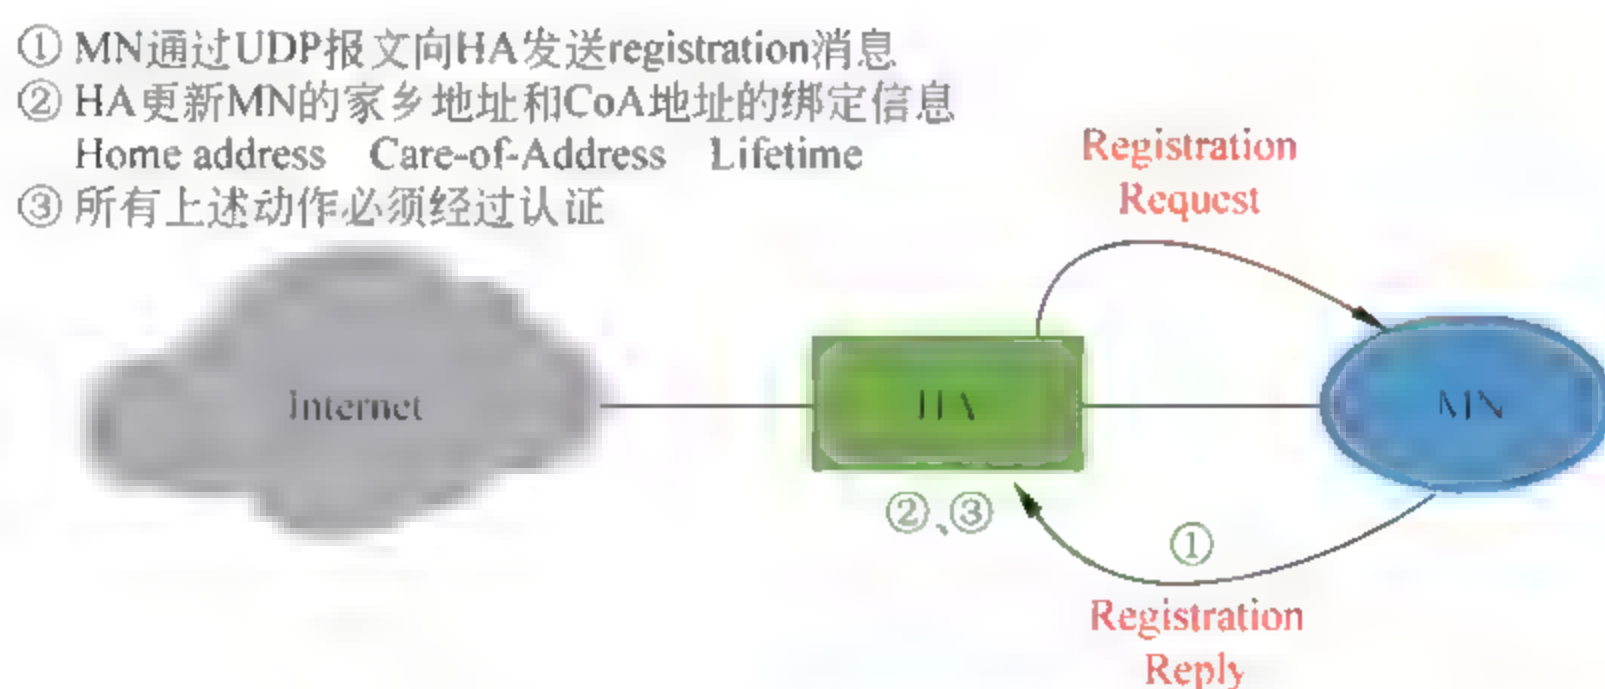 ① MN通过UDP报文向HA发送registration消息
② HA更新MN的家乡地址和CoA地址的绑定信息
Home address Care-of-Address Lifetime
③ 所有上述动作必须经过认证
Registration
Request
Internet
HA
MN
②、③
①
Registration
Reply